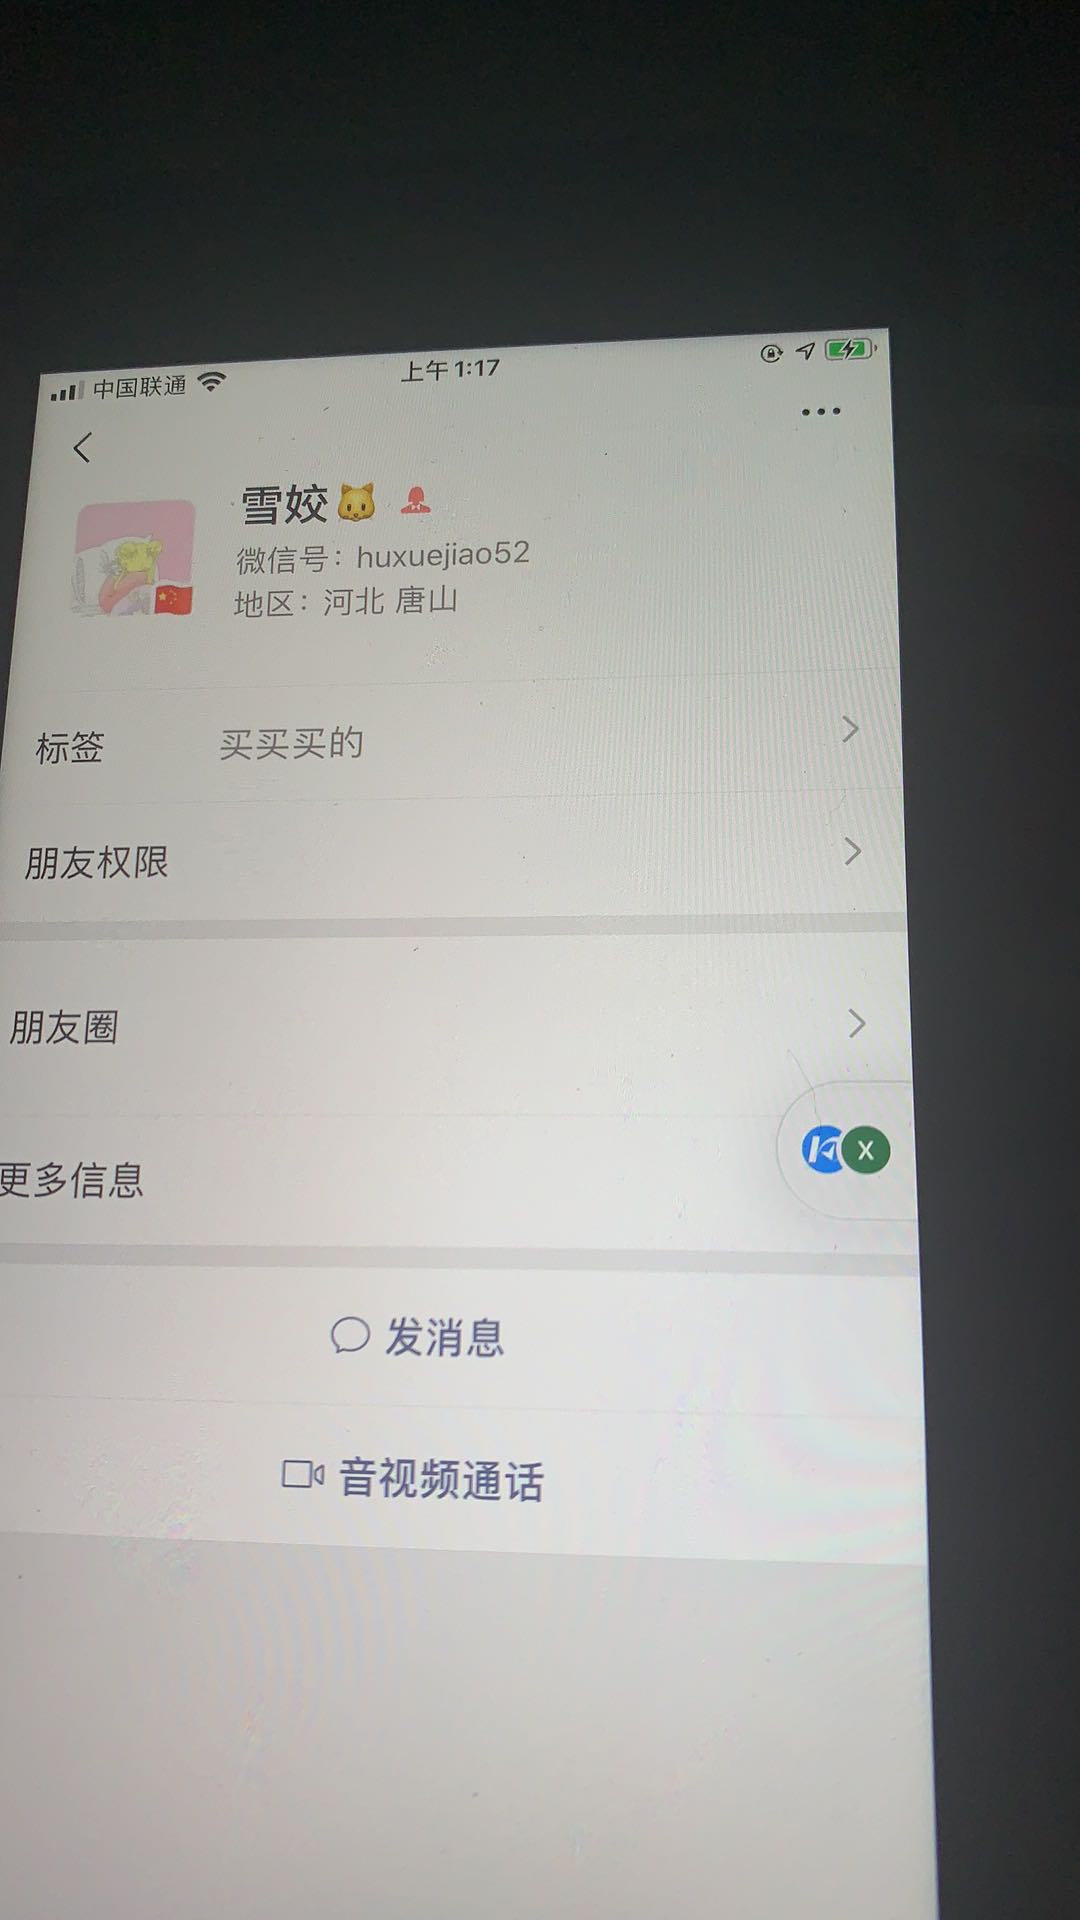 中国联通
上午1:17
雪姣
微信号：huxuejiao52
地区：河北 唐山
标签 买买买的
朋友权限
朋友圈
更多信息
X
发消息
音视频通话